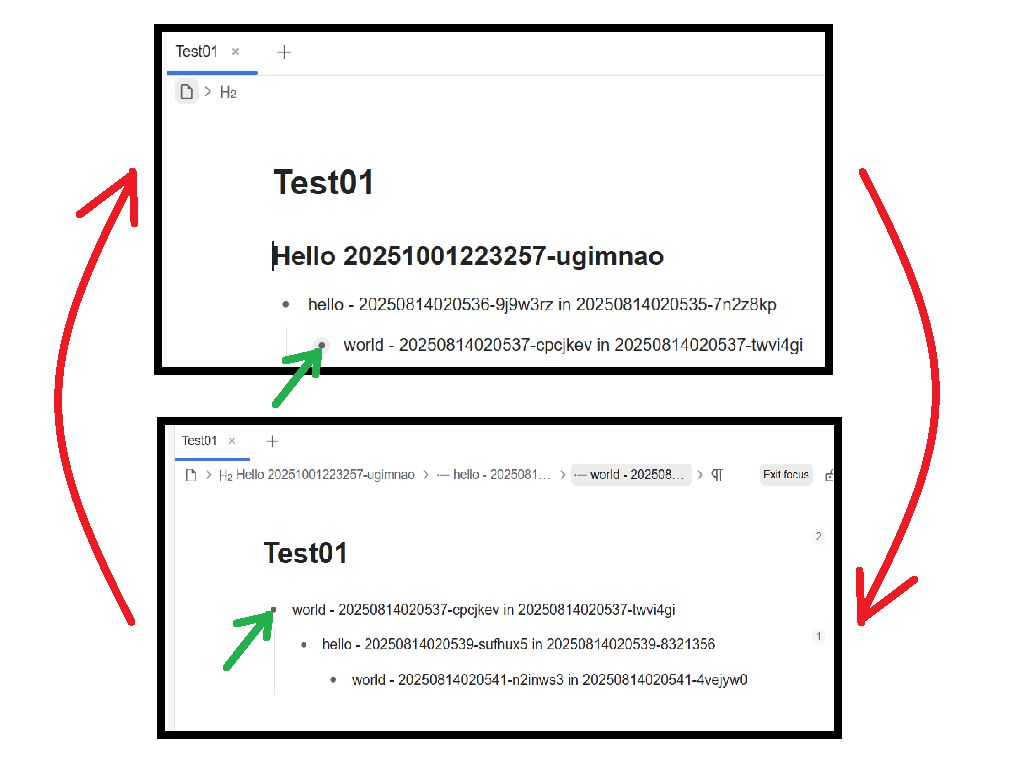 Test01 × +
> H2
Test01
Hello 20251001223257-ugimnao
hello - 20250814020536-9j9w3rz in 20250814020535-7n2z8kp
world - 20250814020537-cpcjkev in 20250814020537-twvi4gi
Test01 × +
> H2 Hello 20251001223257-ugimnao > hello - 2025081... > world - 202508... > ¶ Exit focus
2
Test01
world - 20250814020537-cpcjkev in 20250814020537-twvi4gi
1
hello - 20250814020539-sufhux5 in 20250814020539-8321356
world - 20250814020541-n2inws3 in 20250814020541-4vejyw0